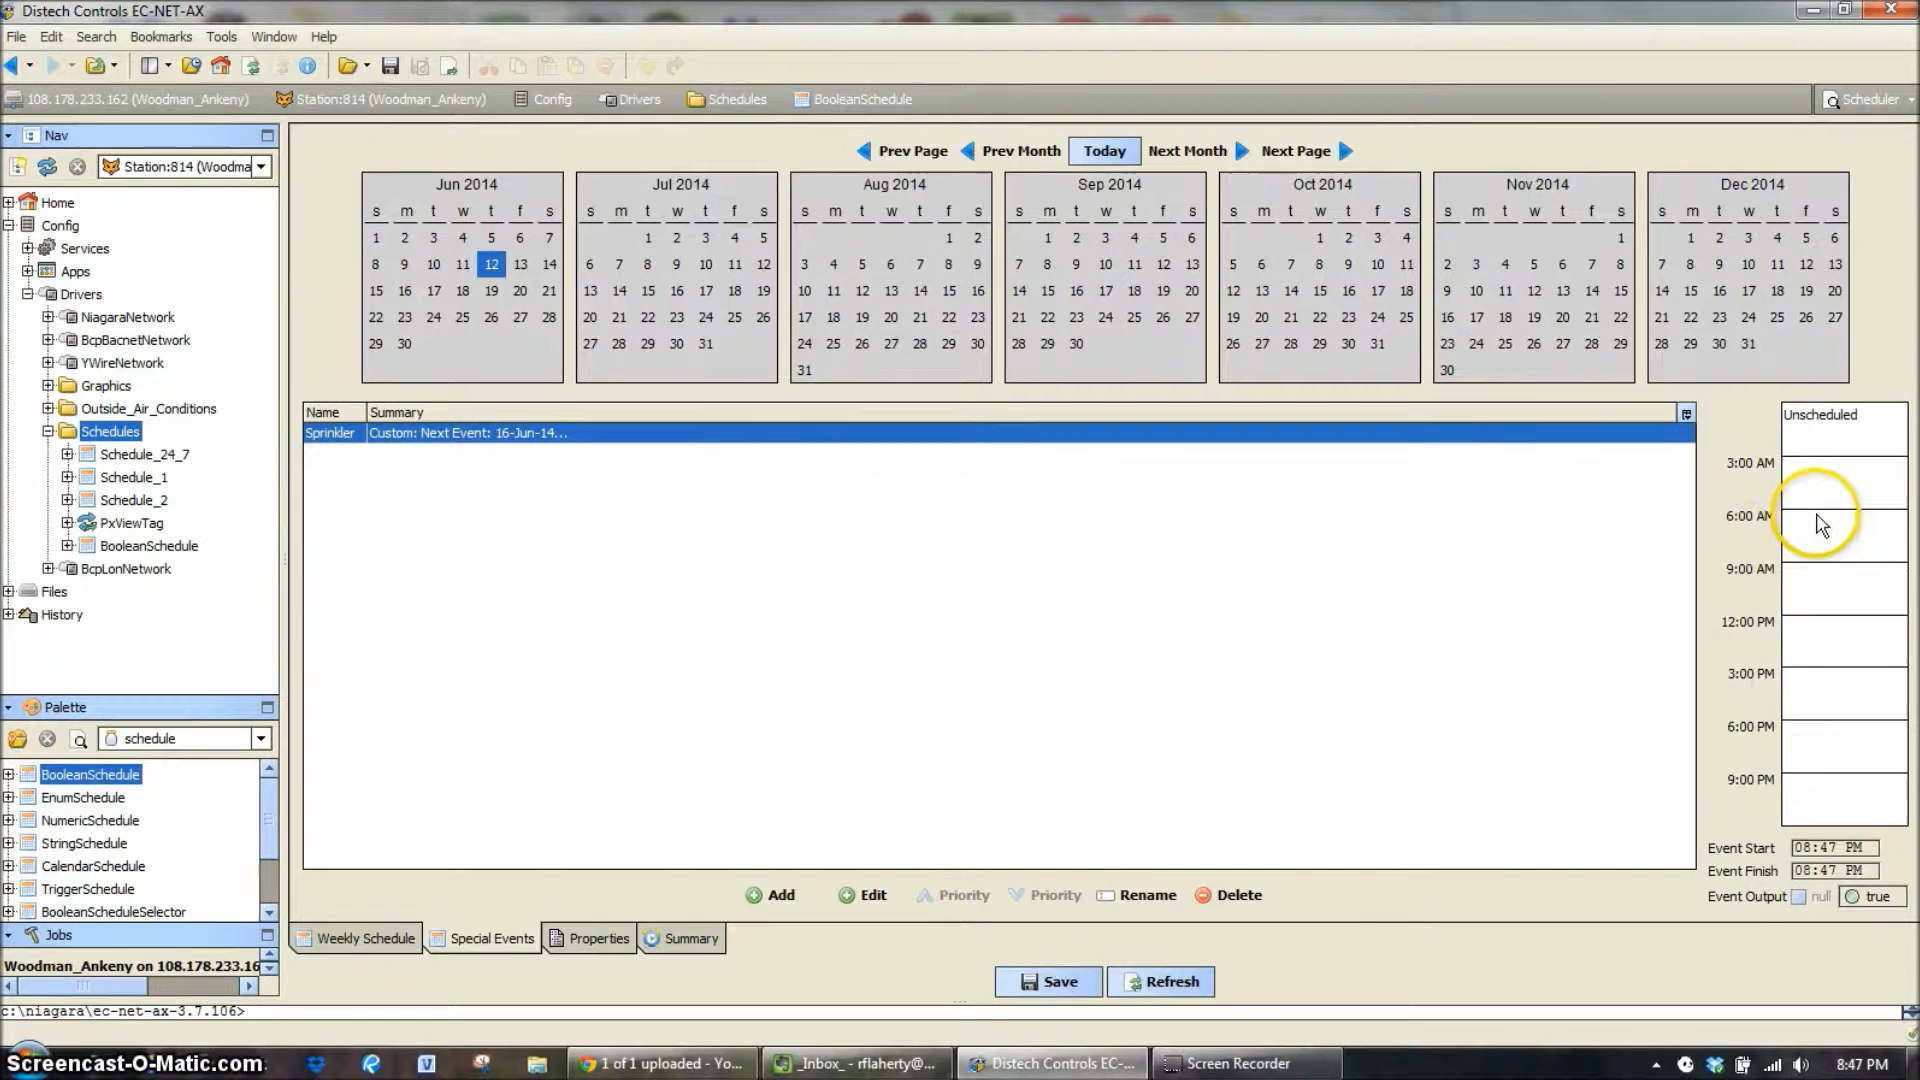 Distech Controls EC-NET-AX
File Edit Search Bookmarks Tools Window Help
108.178.233.162 (Woodman_Ankeny) Station:814 (Woodman_Ankeny) Config Drivers Schedules BooleanSchedule Scheduler
Nav
Station:814 (Woodma
Home
Config
Services
Apps
Drivers
NiagaraNetwork
BcpBacnetNetwork
YWireNetwork
Graphics
Outside_Air_Conditions
Schedules
Schedule_24_7
Schedule_1
Schedule_2
PxViewTag
BooleanSchedule
BcpLonNetwork
Files
History
Palette
schedule
BooleanSchedule
EnumSchedule
NumericSchedule
StringSchedule
CalendarSchedule
TriggerSchedule
BooleanScheduleSelector
Jobs
Woodman_Ankeny on 108.178.233.16
Prev Page Prev Month Today Next Month Next Page
Jun 2014
s m t w t f s
1 2 3 4 5 6 7
8 9 10 11 12 13 14
15 16 17 18 19 20 21
22 23 24 25 26 27 28
29 30
Jul 2014
s m t w t f s
1 2 3 4 5
6 7 8 9 10 11 12
13 14 15 16 17 18 19
20 21 22 23 24 25 26
27 28 29 30 31
Aug 2014
s m t w t f s
1 2
3 4 5 6 7 8 9
10 11 12 13 14 15 16
17 18 19 20 21 22 23
24 25 26 27 28 29 30
31
Sep 2014
s m t w t f s
1 2 3 4 5 6
7 8 9 10 11 12 13
14 15 16 17 18 19 20
21 22 23 24 25 26 27
28 29 30
Oct 2014
s m t w t f s
1 2 3 4
5 6 7 8 9 10 11
12 13 14 15 16 17 18
19 20 21 22 23 24 25
26 27 28 29 30 31
Nov 2014
s m t w t f s
1
2 3 4 5 6 7 8
9 10 11 12 13 14 15
16 17 18 19 20 21 22
23 24 25 26 27 28 29
30
Dec 2014
s m t w t f s
1 2 3 4 5 6
7 8 9 10 11 12 13
14 15 16 17 18 19 20
21 22 23 24 25 26 27
28 29 30 31
Name Summary
Sprinkler Custom: Next Event: 16-Jun-14...
Unscheduled
3:00 AM
6:00 AM
9:00 AM
12:00 PM
3:00 PM
6:00 PM
9:00 PM
Event Start 08:47 PM
Event Finish 08:47 PM
Event Output null true
Add Edit Priority Priority Rename Delete
Weekly Schedule Special Events Properties Summary
Save Refresh
c:\niagara\ec-net-ax-3.7.106>
Screencast-O-Matic.com
1 of 1 uploaded - Yo... _Inbox_ - rflaherty@... Distech Controls EC-... Screen Recorder 8:47 PM